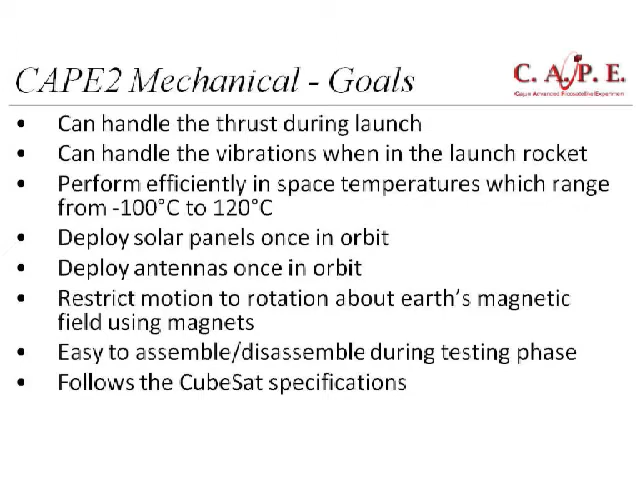 CAPE2 Mechanical - Goals
C. A. P. E.
Cajun Advanced Picosatellite Experiment
• Can handle the thrust during launch
• Can handle the vibrations when in the launch rocket
• Perform efficiently in space temperatures which range
from -100°C to 120°C
• Deploy solar panels once in orbit
• Deploy antennas once in orbit
• Restrict motion to rotation about earth's magnetic
field using magnets
• Easy to assemble/disassemble during testing phase
• Follows the CubeSat specifications